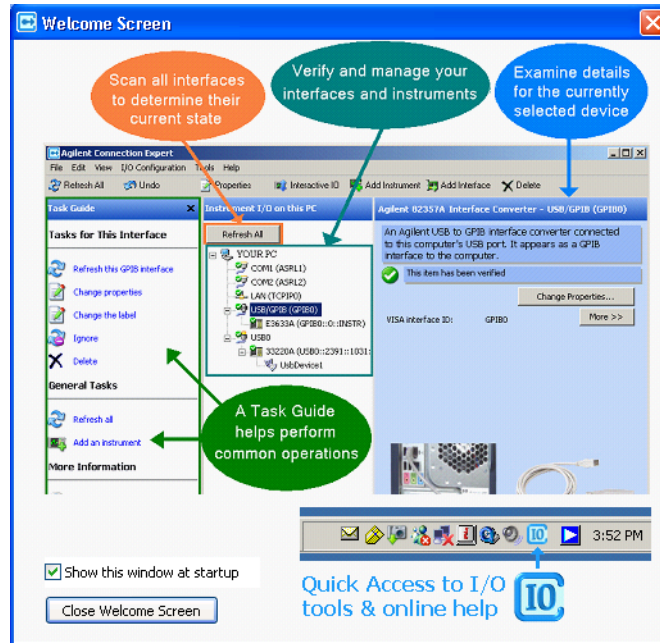 Welcome Screen
Scan all interfaces
to determine their
current state
Verify and manage your
interfaces and instruments
Examine details
for the currently
selected device
Agilent Connection Expert
File Edit View I/O Configuration Tools Help
Refresh All Undo Properties Interactive IO Add Instrument Add Interface Delete
Task Guide
Tasks for This Interface
Refresh this GPIB interface
Change properties
Change the label
Ignore
Delete
General Tasks
Refresh all
Add an instrument
More Information
Instrument I/O on this PC
Refresh All
YOUR PC
COM1 (ASRL1)
COM2 (ASRL2)
LAN (TCPIP0)
USB/GPIB (GPIB0)
E3633A (GPIB0::0::INSTR)
USB0
33220A (USB0::2391::1031:
UsbDevice1
Agilent 82357A Interface Converter - USB/GPIB (GPIB0)
An Agilent USB to GPIB interface converter connected
to this computer's USB port. It appears as a GPIB
interface to the computer.
This item has been verified
Change Properties...
VISA interface ID: GPIB0
More >>
A Task Guide
helps perform
common operations
3:52 PM
Show this window at startup
Close Welcome Screen
Quick Access to I/O
tools & online help
IO